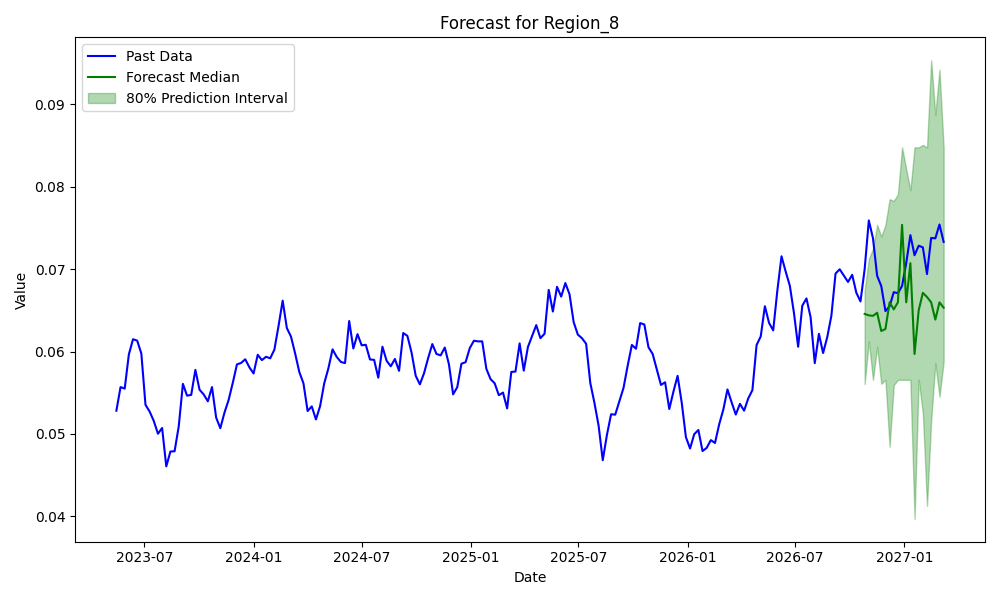 Forecast for Region_8
Past Data
Forecast Median
80% Prediction Interval
Value
0.09
0.08
0.07
0.06
0.05
0.04
2023-07 2024-01 2024-07 2025-01 2025-07 2026-01 2026-07 2027-01
Date